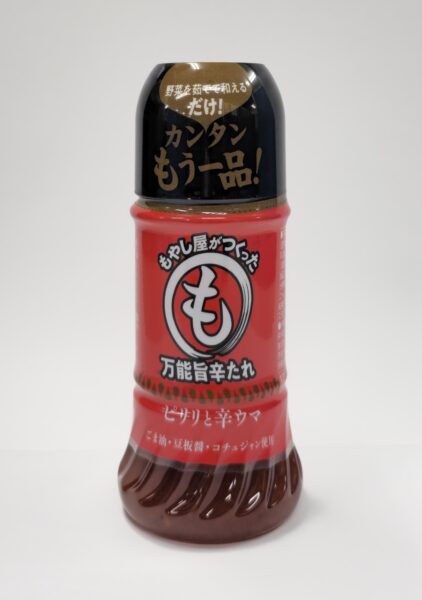 野菜を茹でて和える
だけ!
カンタン
もう一品!
もやし屋がつくった
も
万能旨辛たれ
ピリリと辛ウマ
ごま油・豆板醤・コチュジャン使用